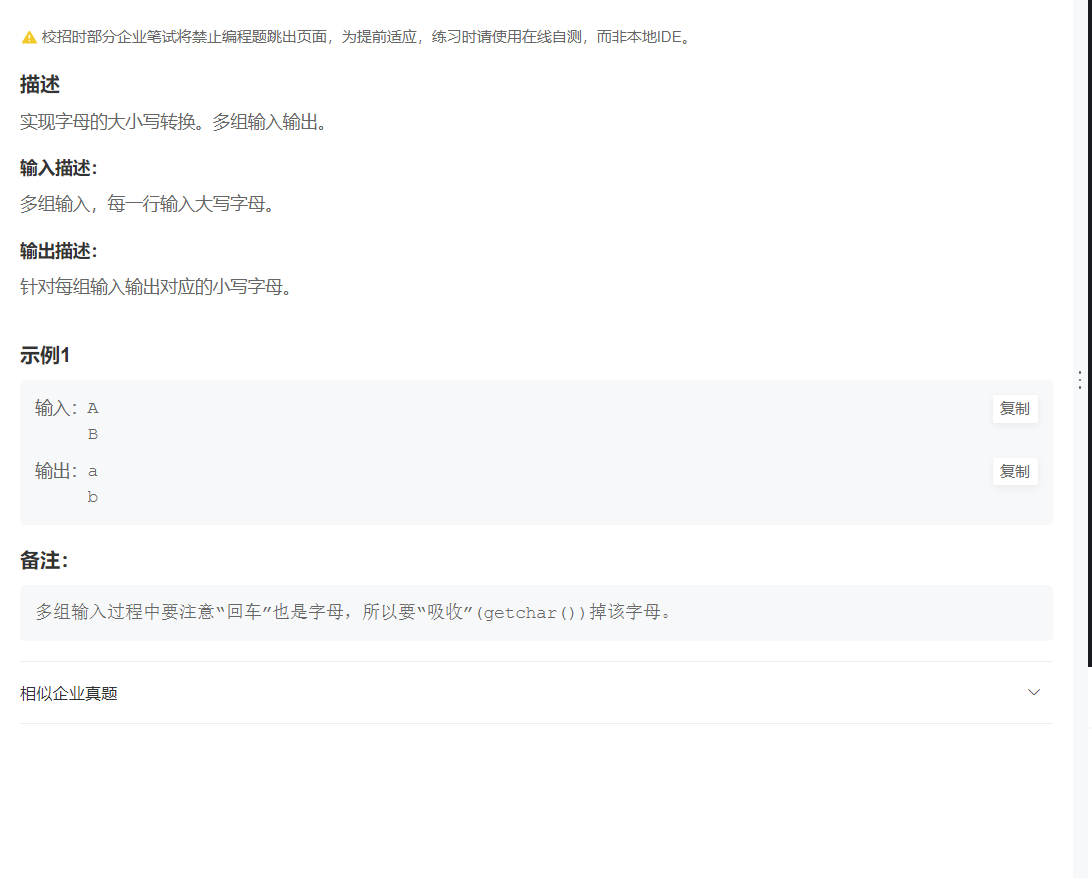 校招时部分企业笔试将禁止编程题跳出页面，为提前适应，练习时请使用在线自测，而非本地IDE。
描述
实现字母的大小写转换。多组输入输出。
输入描述：
多组输入，每一行输入大写字母。
输出描述：
针对每组输入输出对应的小写字母。
示例1
输入：A
复制
B
输出：a
复制
b
备注：
多组输入过程中要注意“回车”也是字母，所以要“吸收”(getchar())掉该字母。
相似企业真题